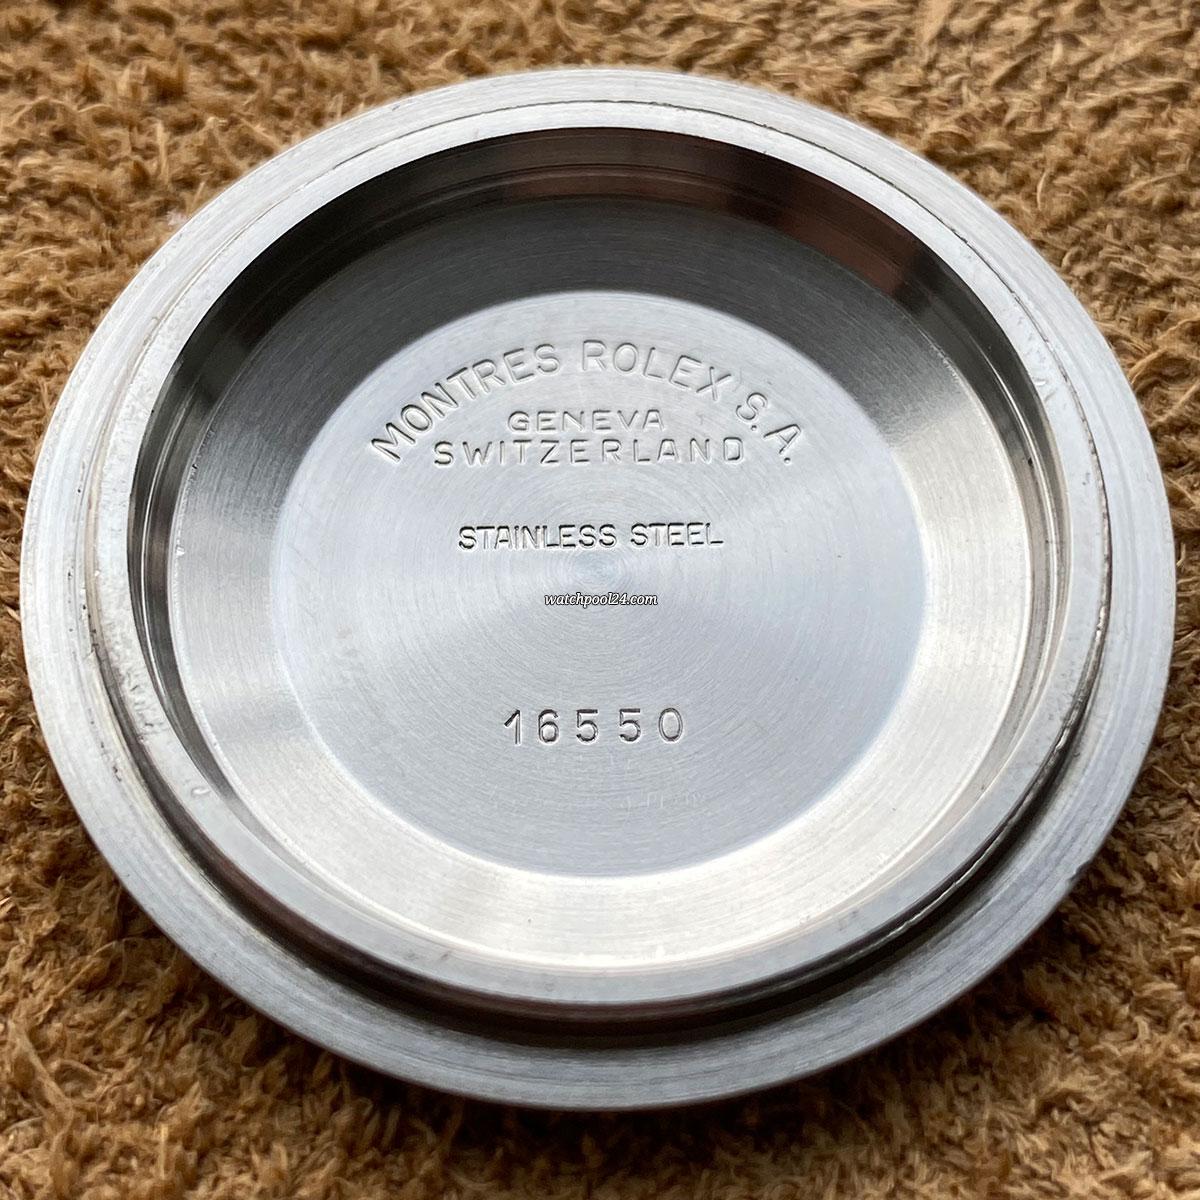 MONTRES ROLEX S.A.
GENEVA
SWITZERLAND
STAINLESS STEEL
watchpool24.com
16550